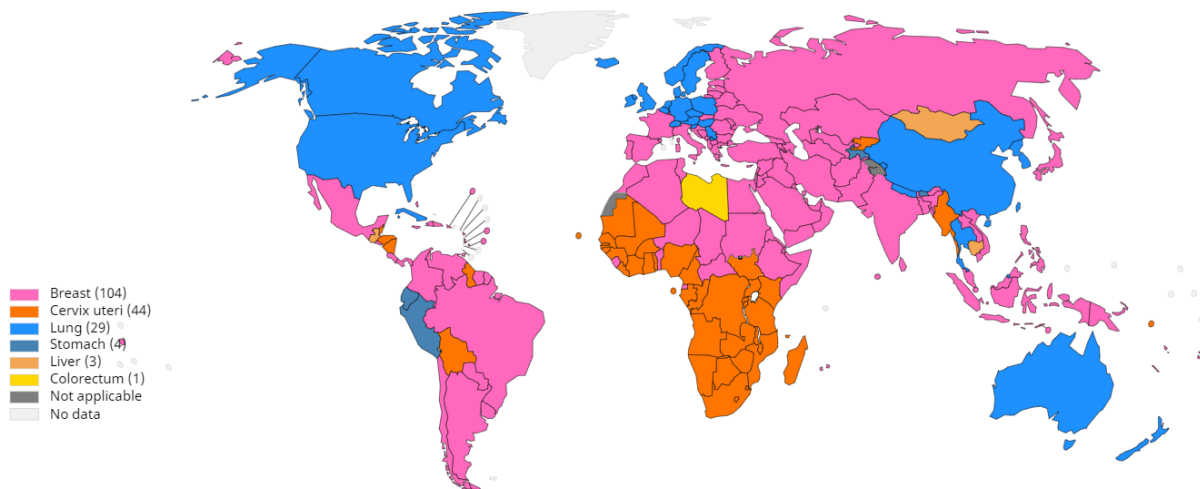 Breast (104)
Cervix uteri (44)
Lung (29)
Stomach (4)
Liver (3)
Colorectum (1)
Not applicable
No data